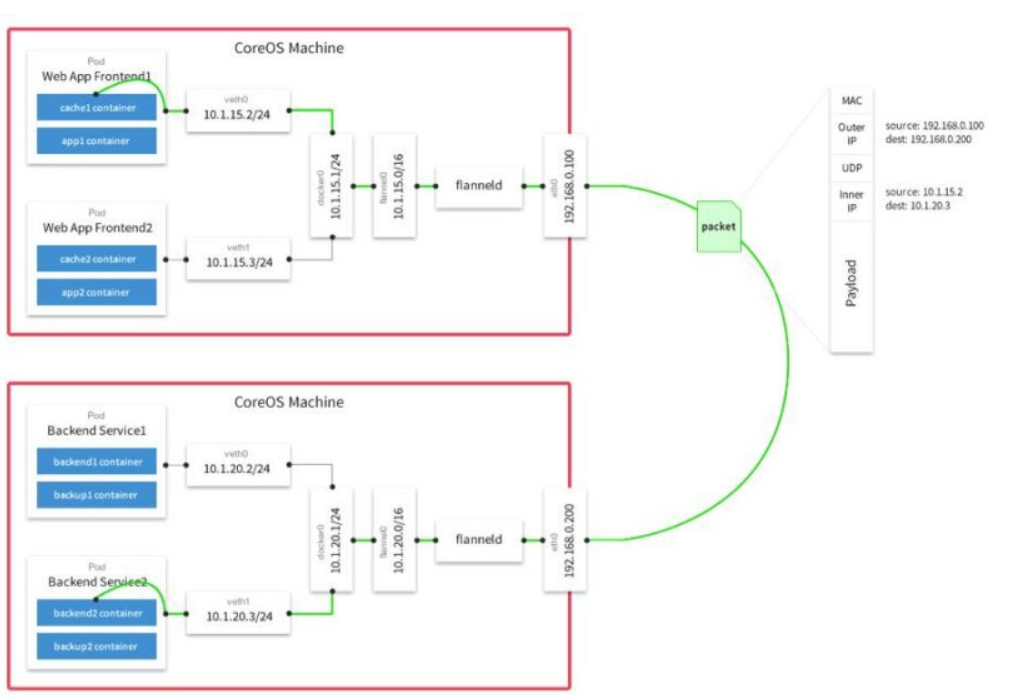 CoreOS Machine
Pod
Web App Frontend1
cache1 container
app1 container
veth0
10.1.15.2/24
docker0
10.1.15.1/24
flannel0
10.1.15.0/16
flanneld
eth0
192.168.0.100
Pod
Web App Frontend2
cache2 container
app2 container
veth1
10.1.15.3/24
packet
MAC
Outer
IP
source: 192.168.0.100
dest: 192.168.0.200
UDP
Inner
IP
source: 10.1.15.2
dest: 10.1.20.3
Payload
CoreOS Machine
Pod
Backend Service1
backend1 container
backup1 container
veth0
10.1.20.2/24
docker0
10.1.20.1/24
flannel0
10.1.20.0/16
flanneld
eth0
192.168.0.200
Pod
Backend Service2
backend2 container
backup2 container
veth1
10.1.20.3/24